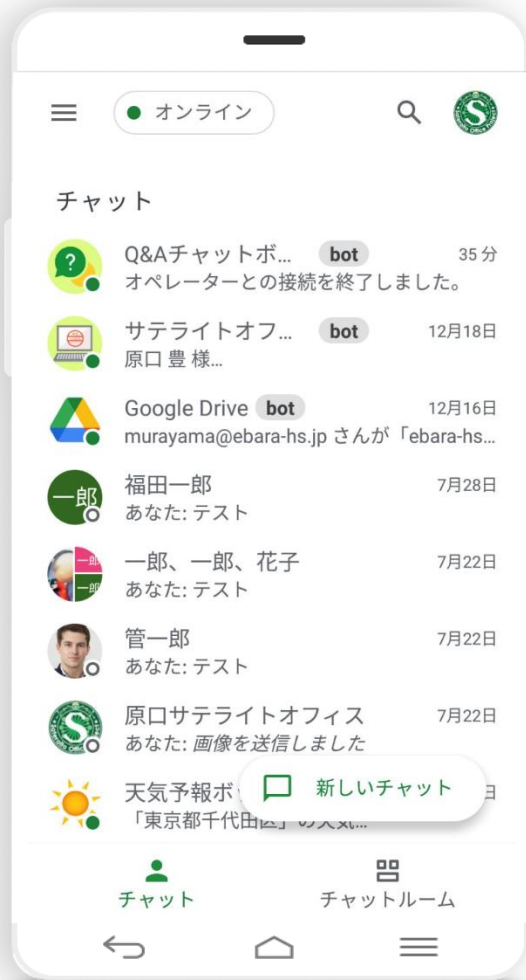 オンライン
チャット
Q&Aチャットボ... bot 35 分
オペレーターとの接続を終了しました。
サテライトオフ... bot 12月18日
原口 豊 様...
Google Drive bot 12月16日
murayama@ebara-hs.jp さんが「ebara-hs...
一郎
福田一郎 7月28日
あなた: テスト
一郎、一郎、花子 7月22日
あなた: テスト
管一郎 7月22日
あなた: テスト
原口サテライトオフィス 7月22日
あなた: 画像を送信しました
天気予報ボ
新しいチャット
日
「東京都千代田区」の天気...
チャット
チャットルーム